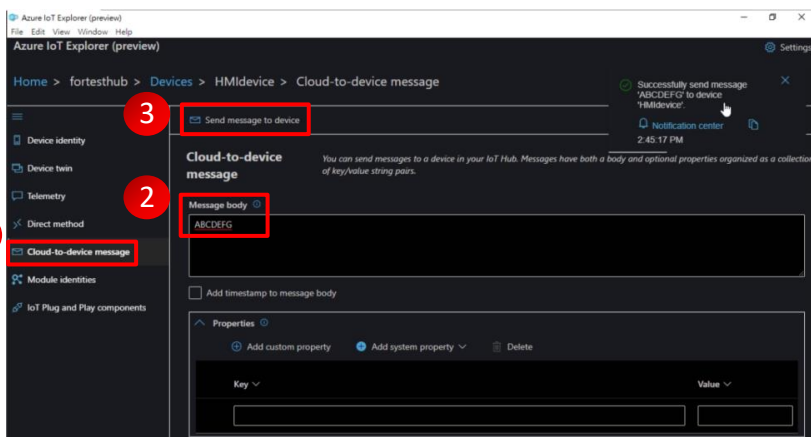 Azure IoT Explorer (preview)
File Edit View Window Help
Azure IoT Explorer (preview)
Settings
Home > fortesthub > Devices > HMIdevice > Cloud-to-device message
Successfully send message
'ABCDEFG' to device
'HMIdevice'.
Notification center
2:45:17 PM
3
Send message to device
Device identity
Device twin
Telemetry
Direct method
Cloud-to-device message
Module identities
IoT Plug and Play components
Cloud-to-device
message
You can send messages to a device in your IoT Hub. Messages have both a body and optional properties organized as a collection
of key/value string pairs.
2
Message body
ABCDEFG
Add timestamp to message body
Properties
Add custom property
Add system property
Delete
Key
Value